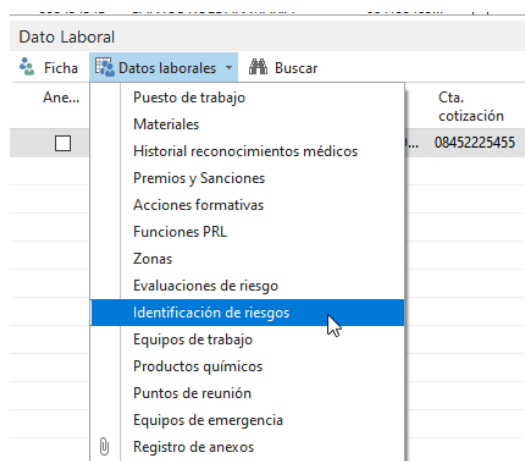 Dato Laboral
Ficha Datos laborales Buscar
Ane...
Cta.
cotización
08452225455
Puesto de trabajo
Materiales
Historial reconocimientos médicos
Premios y Sanciones
Acciones formativas
Funciones PRL
Zonas
Evaluaciones de riesgo
Identificación de riesgos
Equipos de trabajo
Productos químicos
Puntos de reunión
Equipos de emergencia
Registro de anexos